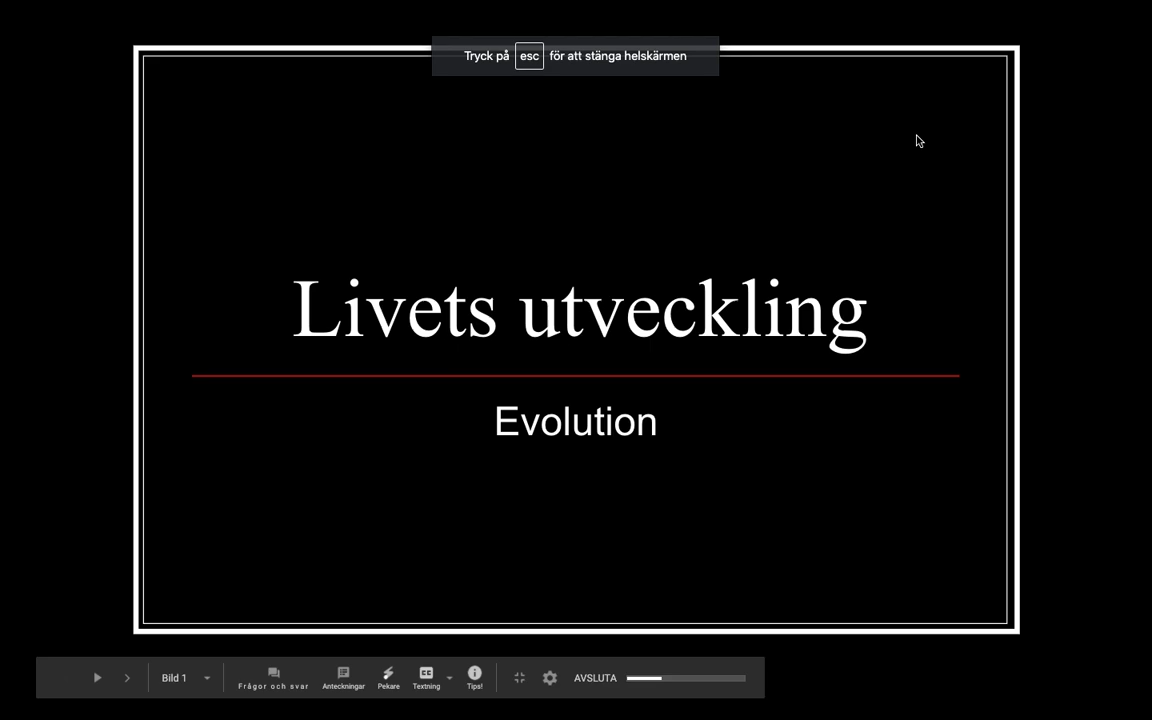 Tryck på esc för att stänga helskärmen
Livets utveckling
Evolution
Bild 1
Frågor och svar
Anteckningar
Pekare
Textning
Tips!
AVSLUTA